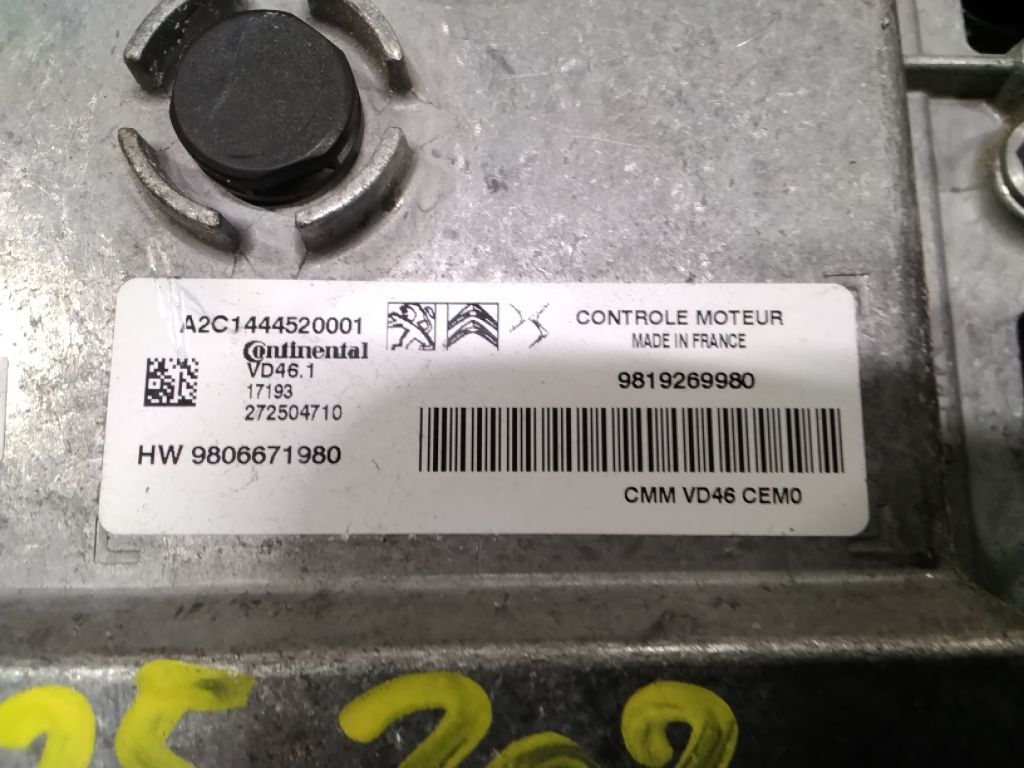 A2C1444520001
Continental
VD46.1
17193
272504710
HW 9806671980
CONTROLE MOTEUR
MADE IN FRANCE
9819269980
CMM VD46 CEM0